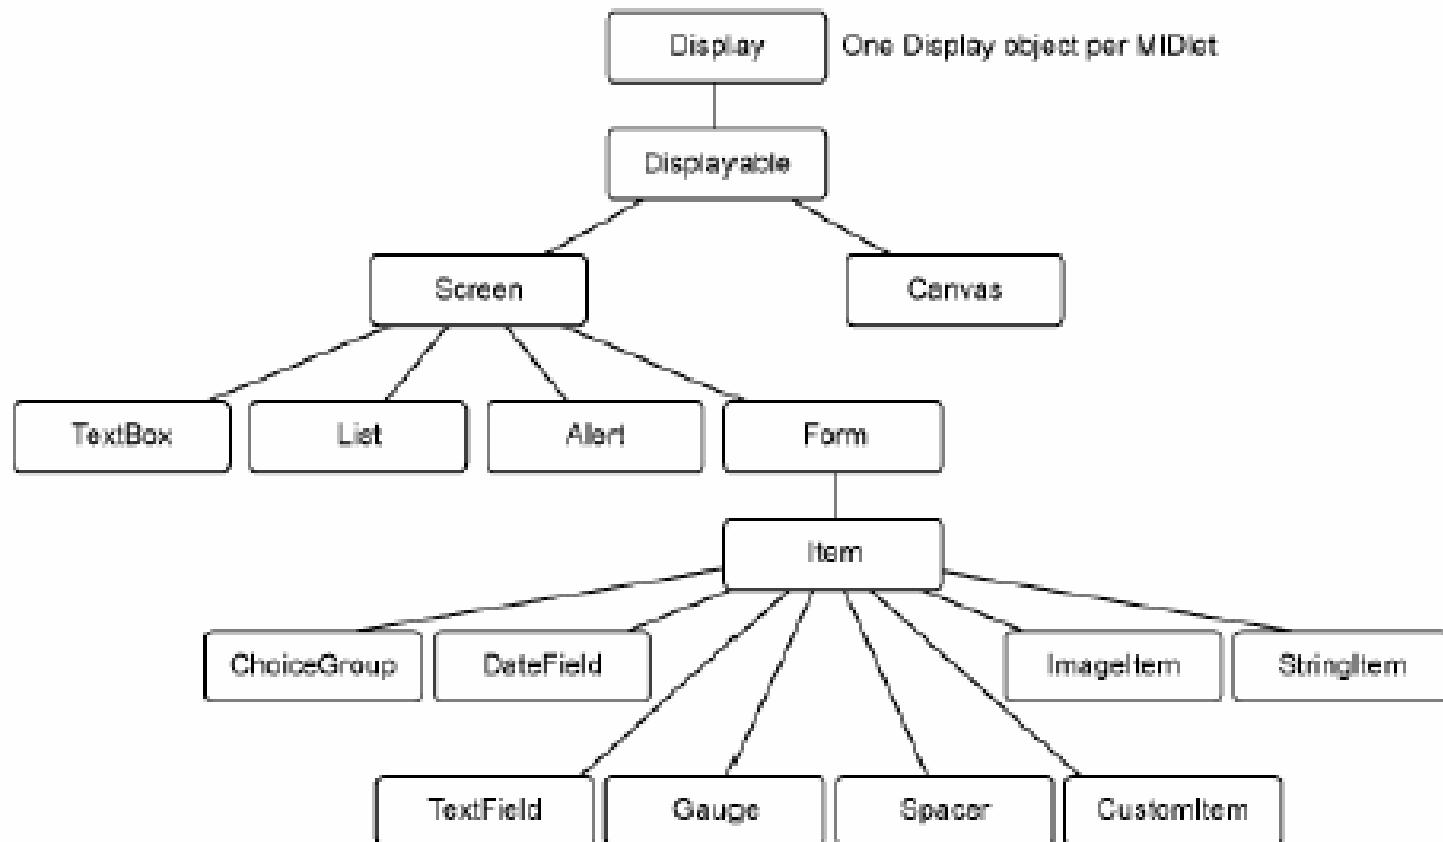 Display
One Display object per MIDlet
Displayable
Screen
Canvas
TextBox
List
Alert
Form
Item
ChoiceGroup
DateField
ImageItem
StringItem
TextField
Gauge
Spacer
CustomItem